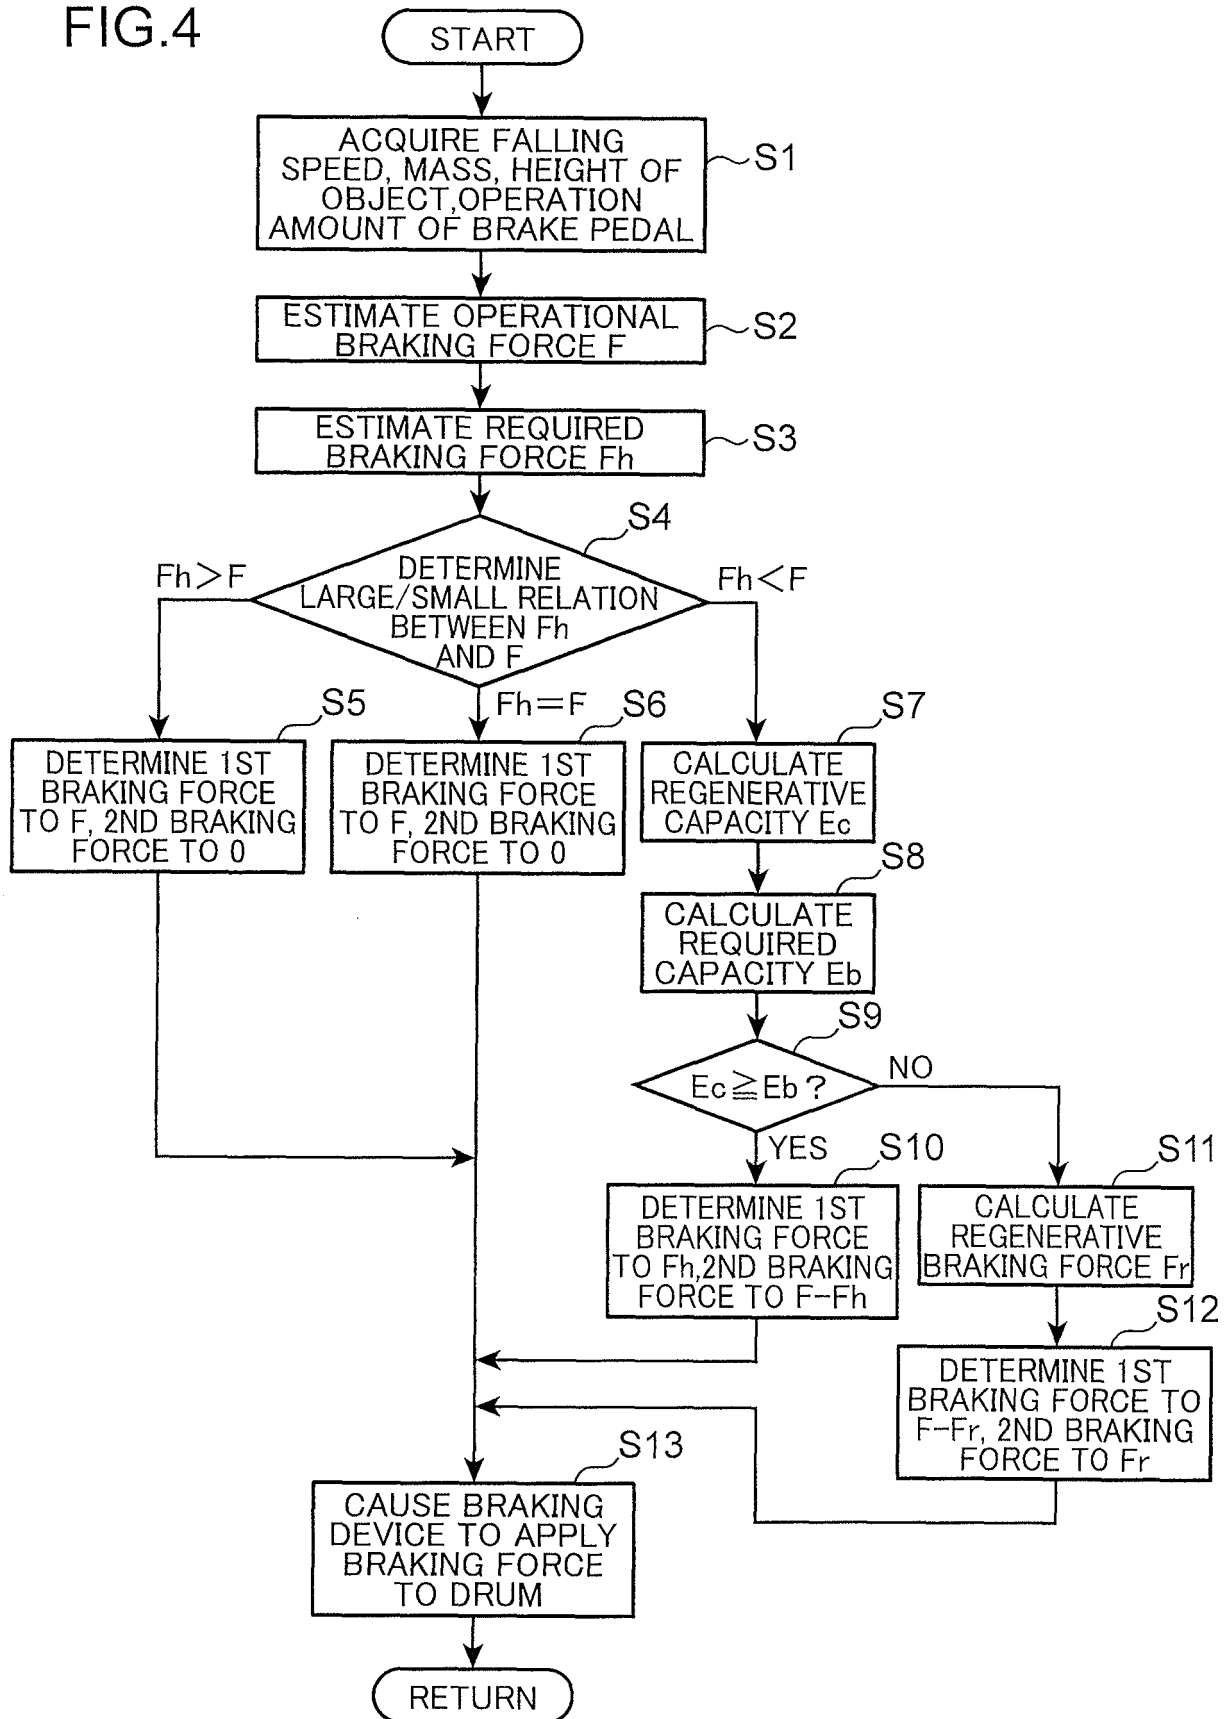 FIG.4
START
ACQUIRE FALLING
SPEED, MASS, HEIGHT OF
OBJECT,OPERATION
AMOUNT OF BRAKE PEDAL
S1
ESTIMATE OPERATIONAL
BRAKING FORCE F
S2
ESTIMATE REQUIRED
BRAKING FORCE Fh
S3
S4
DETERMINE
LARGE/SMALL RELATION
BETWEEN Fh
AND F
Fh>F
Fh<F
Fh=F
S5
DETERMINE 1ST
BRAKING FORCE
TO F, 2ND BRAKING
FORCE TO 0
S6
DETERMINE 1ST
BRAKING FORCE
TO F, 2ND BRAKING
FORCE TO 0
S7
CALCULATE
REGENERATIVE
CAPACITY Ec
S8
CALCULATE
REQUIRED
CAPACITY Eb
S9
Ec≧Eb?
NO
YES
S10
DETERMINE 1ST
BRAKING FORCE
TO Fh,2ND BRAKING
FORCE TO F-Fh
S11
CALCULATE
REGENERATIVE
BRAKING FORCE Fr
S12
DETERMINE 1ST
BRAKING FORCE TO
F-Fr, 2ND BRAKING
FORCE TO Fr
S13
CAUSE BRAKING
DEVICE TO APPLY
BRAKING FORCE
TO DRUM
RETURN